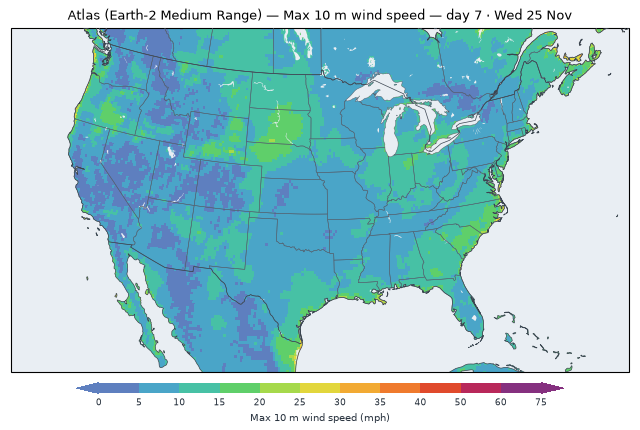 Atlas (Earth-2 Medium Range) — Max 10 m wind speed — day 7 · Wed 25 Nov
0 5 10 15 20 25 30 35 40 50 60 75
Max 10 m wind speed (mph)